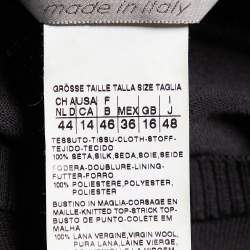 made in italy
GRÖSSE TAILLE TALLA SIZE TAGLIA
CH A USA F I
NL D CA B MEX GB J
44 14 46 36 16 48
TESSUTO-TISSU-CLOTH-STOFF-
TEJIDO-TECIDO
100% SETA,SILK,SEDA,SOIE,SEIDE
FODERA-DOUBLURE-LINING-
FUTTER-FORRO
100% POLIESTERE,POLYESTER,
POLIESTER
BUSTINO IN MAGLIA-CORSAGE EN
MAILLE-KNITTED TOP-STRICK TOP-
BUSTO DE PUNTO-COLETE EM
MALHA
100% LANA VERGINE,VIRGIN WOOL,
PURA LANA,LAINE VIERGE,